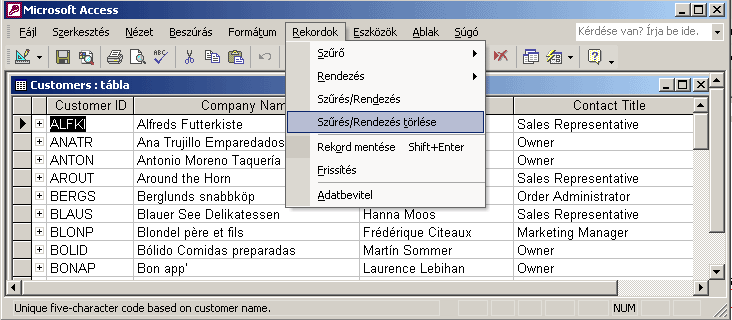 Microsoft Access
Fájl Szerkesztés Nézet Beszúrás Formátum Rekordok Eszközök Ablak Súgó Kérdése van? Írja be ide.
Szűrő
Rendezés
Szűrés/Rendezés
Szűrés/Rendezés törlése
Rekord mentése Shift+Enter
Frissítés
Adatbevitel
Customers : tábla
Customer ID Company Nam Contact Title
ALFKI Alfreds Futterkiste Sales Representative
ANATR Ana Trujillo Emparedados Owner
ANTON Antonio Moreno Taquería Owner
AROUT Around the Horn Sales Representative
BERGS Berglunds snabbköp Order Administrator
BLAUS Blauer See Delikatessen Hanna Moos Sales Representative
BLONP Blondel père et fils Frédérique Citeaux Marketing Manager
BOLID Bólido Comidas preparadas Martín Sommer Owner
BONAP Bon app' Laurence Lebihan Owner
Unique five-character code based on customer name. NUM